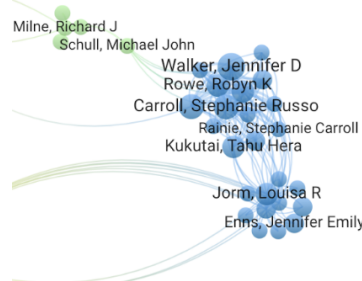 Milne, Richard J
Schull, Michael John
Walker, Jennifer D
Rowe, Robyn K
Carroll, Stephanie Russo
Rainie, Stephanie Carroll
Kukutai, Tahu Hera
Jorm, Louisa R
Enns, Jennifer Emily